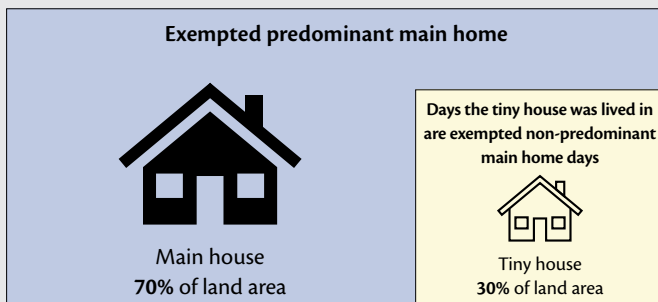 Exempted predominant main home
Days the tiny house was lived in
are exempted non-predominant
main home days
Main house
70% of land area
Tiny house
30% of land area